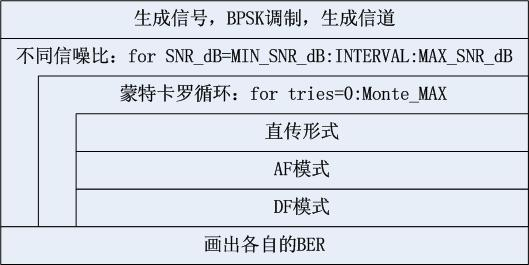 生成信号，BPSK调制，生成信道
不同信噪比：for SNR_dB=MIN_SNR_dB:INTERVAL:MAX_SNR_dB
蒙特卡罗循环：for tries=0:Monte_MAX
直传形式
AF模式
DF模式
画出各自的BER